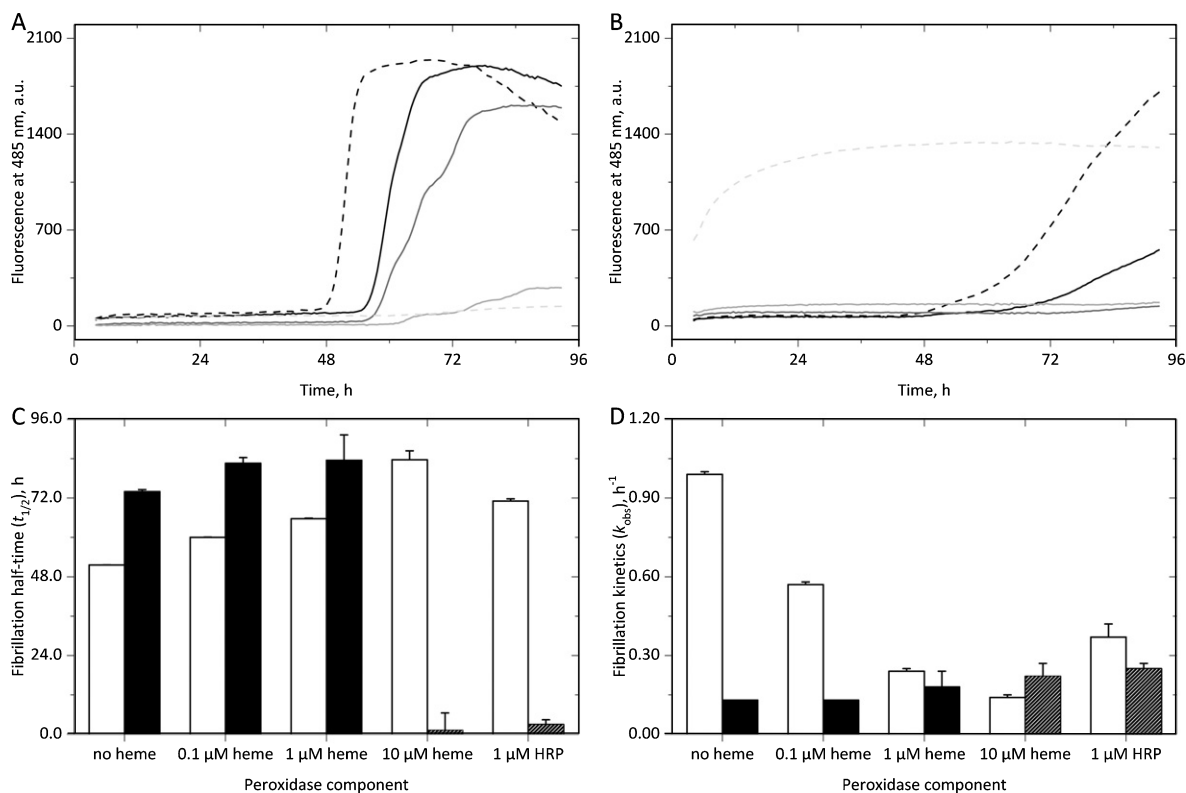 A
B
2100
1400
700
0
Fluorescence at 485 nm, a.u.
0 24 48 72 96
Time, h
2100
1400
700
0
Fluorescence at 485 nm, a.u.
0 24 48 72 96
Time, h
C
D
96.0
72.0
48.0
24.0
0.0
Fibrillation half-time (t1/2), h
no heme 0.1 µM heme 1 µM heme 10 µM heme 1 µM HRP
Peroxidase component
1.20
0.90
0.60
0.30
0.00
Fibrillation kinetics (kobs), h-1
no heme 0.1 µM heme 1 µM heme 10 µM heme 1 µM HRP
Peroxidase component